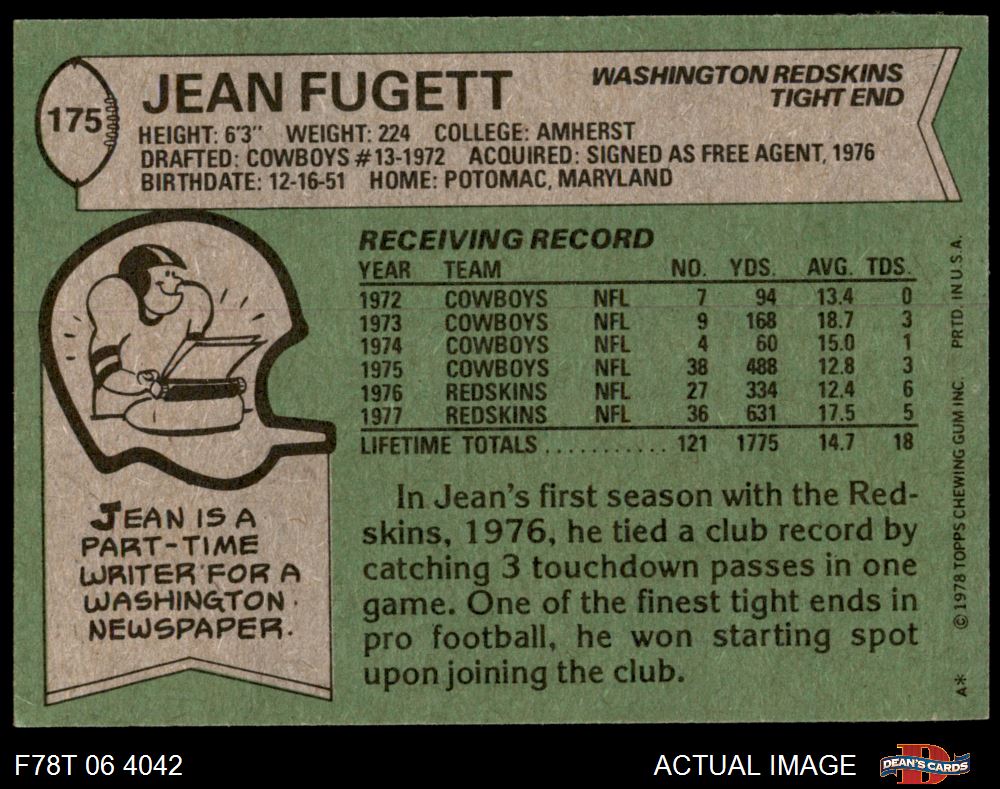 175
JEAN FUGETT
WASHINGTON REDSKINS
TIGHT END
HEIGHT: 6'3" WEIGHT: 224 COLLEGE: AMHERST
DRAFTED: COWBOYS #13-1972 ACQUIRED: SIGNED AS FREE AGENT, 1976
BIRTHDATE: 12-16-51 HOME: POTOMAC, MARYLAND
RECEIVING RECORD
YEAR TEAM NO. YDS. AVG. TDS.
1972 COWBOYS NFL 7 94 13.4 0
1973 COWBOYS NFL 9 168 18.7 3
1974 COWBOYS NFL 4 60 15.0 1
1975 COWBOYS NFL 38 488 12.8 3
1976 REDSKINS NFL 27 334 12.4 6
1977 REDSKINS NFL 36 631 17.5 5
LIFETIME TOTALS ........... 121 1775 14.7 18
JEAN IS A
PART-TIME
WRITER FOR A
WASHINGTON
NEWSPAPER.
In Jean's first season with the Red-
skins, 1976, he tied a club record by
catching 3 touchdown passes in one
game. One of the finest tight ends in
pro football, he won starting spot
upon joining the club.
A* ©1978 TOPPS CHEWING GUM INC. PRTD. IN U.S.A.
F78T 06 4042
ACTUAL IMAGE
D
DEAN'S CARDS